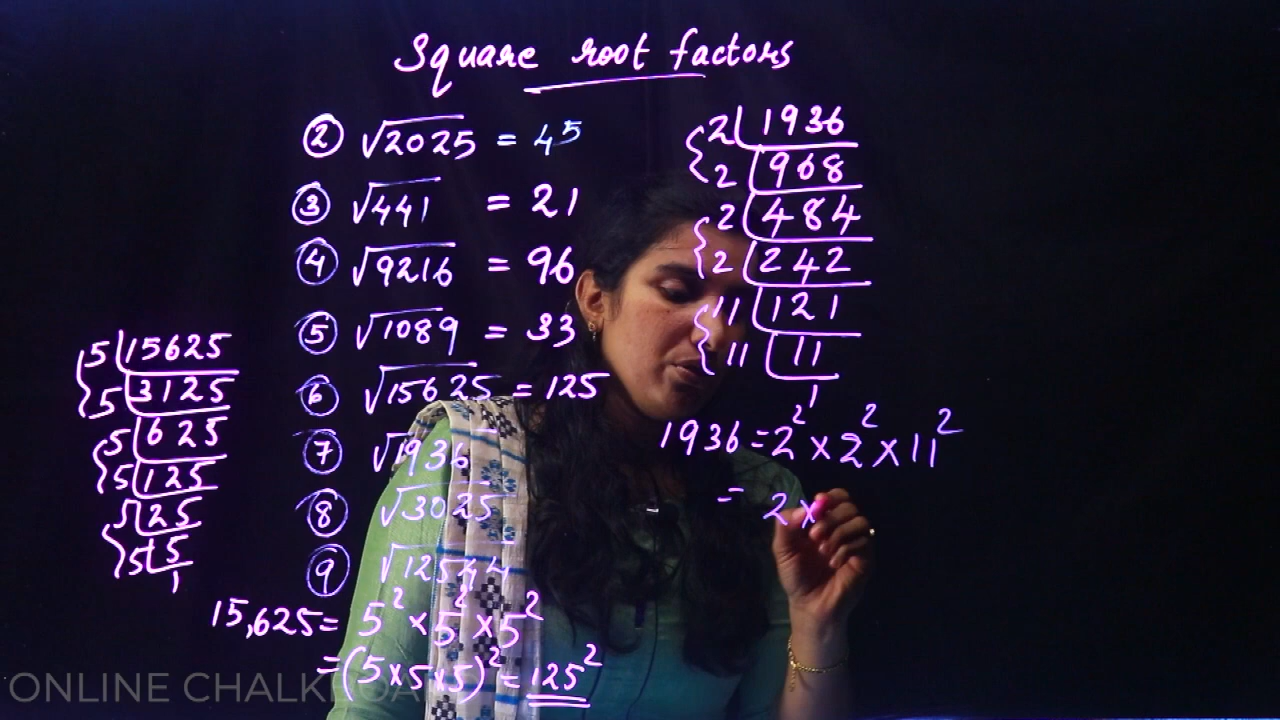 Square root factors
② √2025 = 45
③ √441 = 21
④ √9216 = 96
⑤ √1089 = 33
⑥ √15625 = 125
⑦ √1936
⑧ √3025
⑨ √12544
5 | 15625
5 | 3125
5 | 625
5 | 125
5 | 25
5 | 5
1
15,625 = 5² × 5² × 5²
= (5×5×5)² = 125²
2 | 1936
2 | 968
2 | 484
2 | 242
11 | 121
11 | 11
1
1936 = 2² × 2² × 11²
= 2 ×